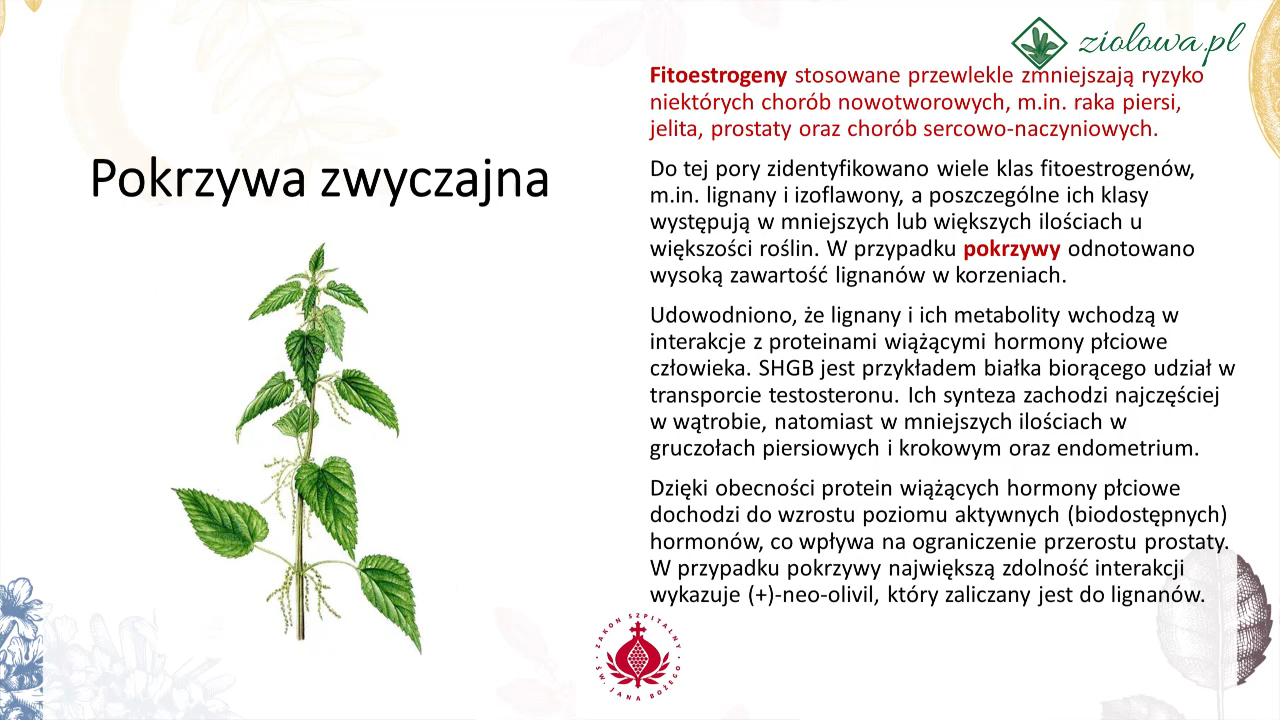 ziolowa.pl
Pokrzywa zwyczajna
Fitoestrogeny stosowane przewlekle zmniejszają ryzyko
niektórych chorób nowotworowych, m.in. raka piersi,
jelita, prostaty oraz chorób sercowo-naczyniowych.
Do tej pory zidentyfikowano wiele klas fitoestrogenów,
m.in. lignany i izoflawony, a poszczególne ich klasy
występują w mniejszych lub większych ilościach u
większości roślin. W przypadku pokrzywy odnotowano
wysoką zawartość lignanów w korzeniach.
Udowodniono, że lignany i ich metabolity wchodzą w
interakcje z proteinami wiążącymi hormony płciowe
człowieka. SHGB jest przykładem białka biorącego udział w
transporcie testosteronu. Ich synteza zachodzi najczęściej
w wątrobie, natomiast w mniejszych ilościach w
gruczołach piersiowych i krokowym oraz endometrium.
Dzięki obecności protein wiążących hormony płciowe
dochodzi do wzrostu poziomu aktywnych (biodostępnych)
hormonów, co wpływa na ograniczenie przerostu prostaty.
W przypadku pokrzywy największą zdolność interakcji
wykazuje (+)-neo-olivil, który zaliczany jest do lignanów.
ZAKON SZPITALNY
ŚW. JANA BOŻEGO